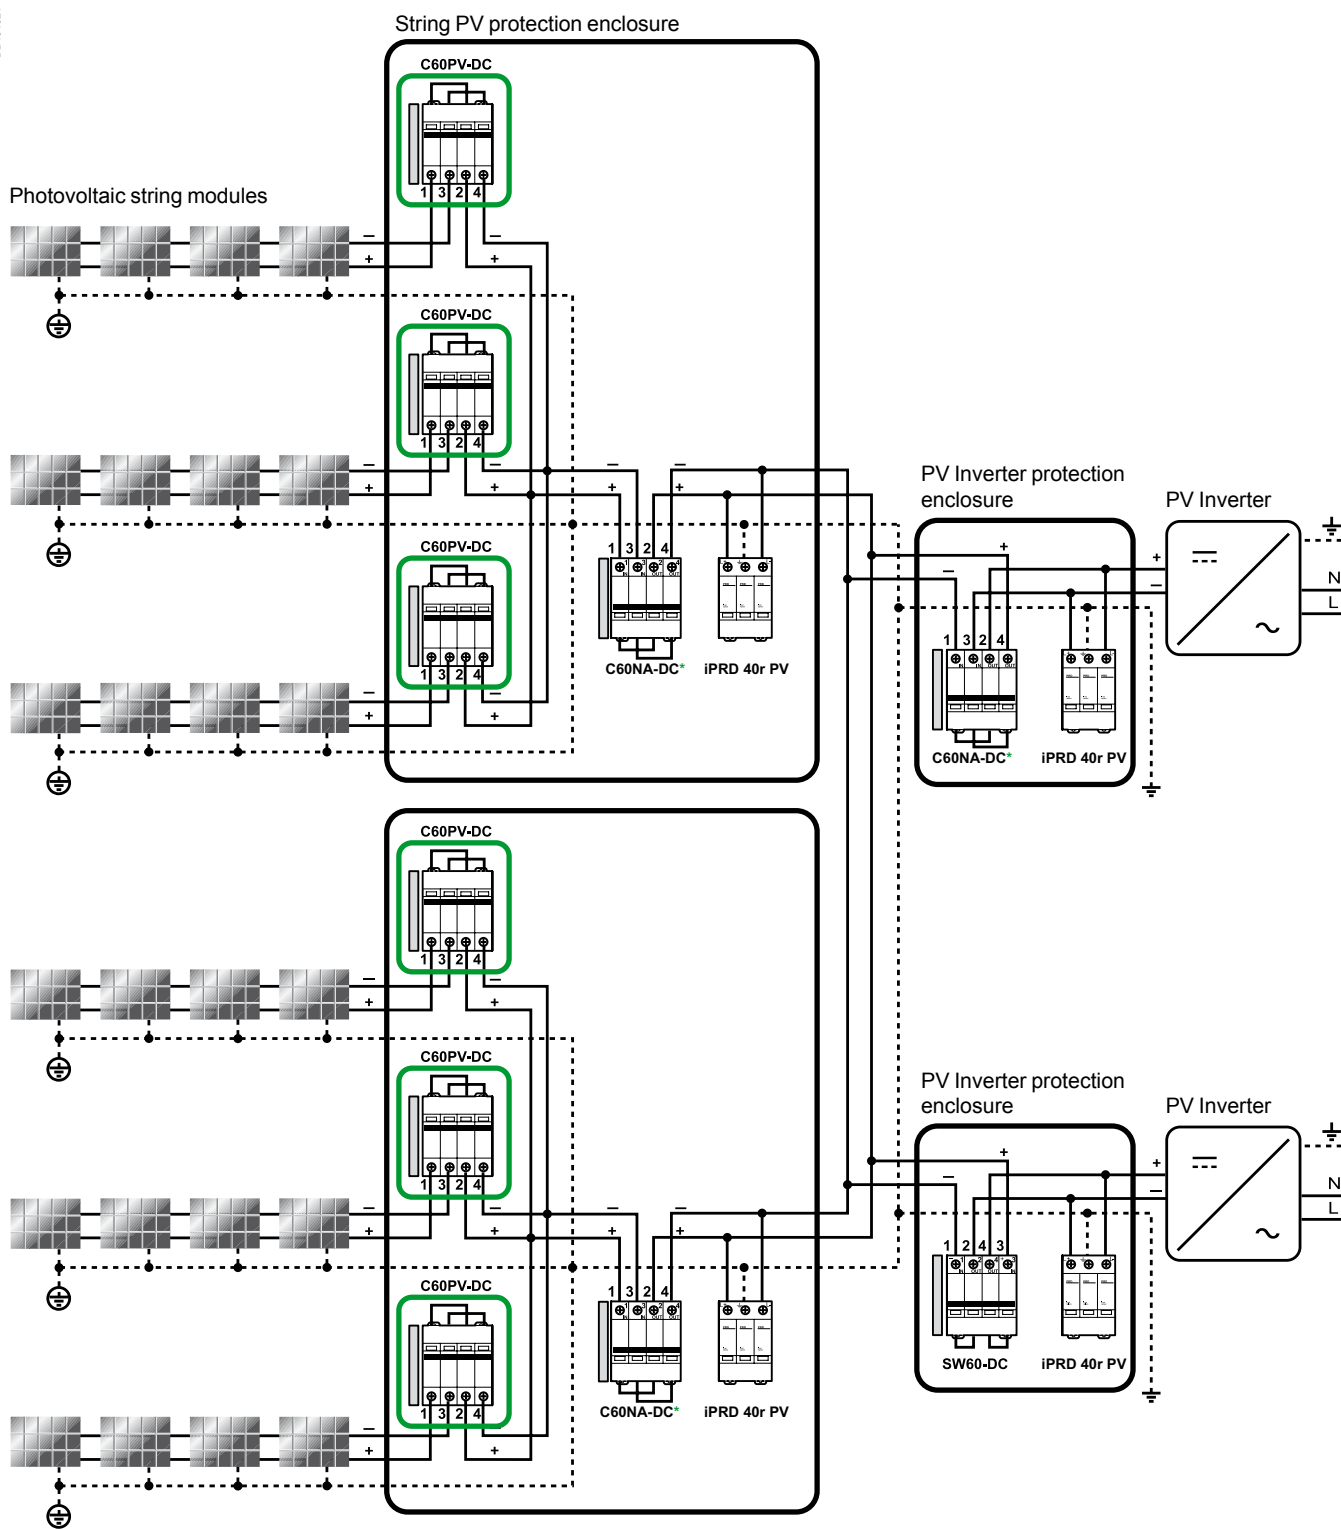 String PV protection enclosure
C60PV-DC
1 3 2 4
Photovoltaic string modules
− −
+ +
C60PV-DC
1 3 2 4
− − − −
+ + + +
PV Inverter protection
enclosure
PV Inverter
C60PV-DC
1 3 2 4
1 3 2 4
C60NA-DC*
iPRD 40r PV
− −
+ +
+
−
+
−
N
L
1 3 2 4
C60NA-DC*
iPRD 40r PV
C60PV-DC
1 3 2 4
− −
+ +
C60PV-DC
1 3 2 4
− − −
+ + +
PV Inverter protection
enclosure
PV Inverter
C60PV-DC
1 3 2 4
1 3 2 4
C60NA-DC*
iPRD 40r PV
−
+ +
+
−
+
−
N
L
1 2 4 3
SW60-DC
iPRD 40r PV